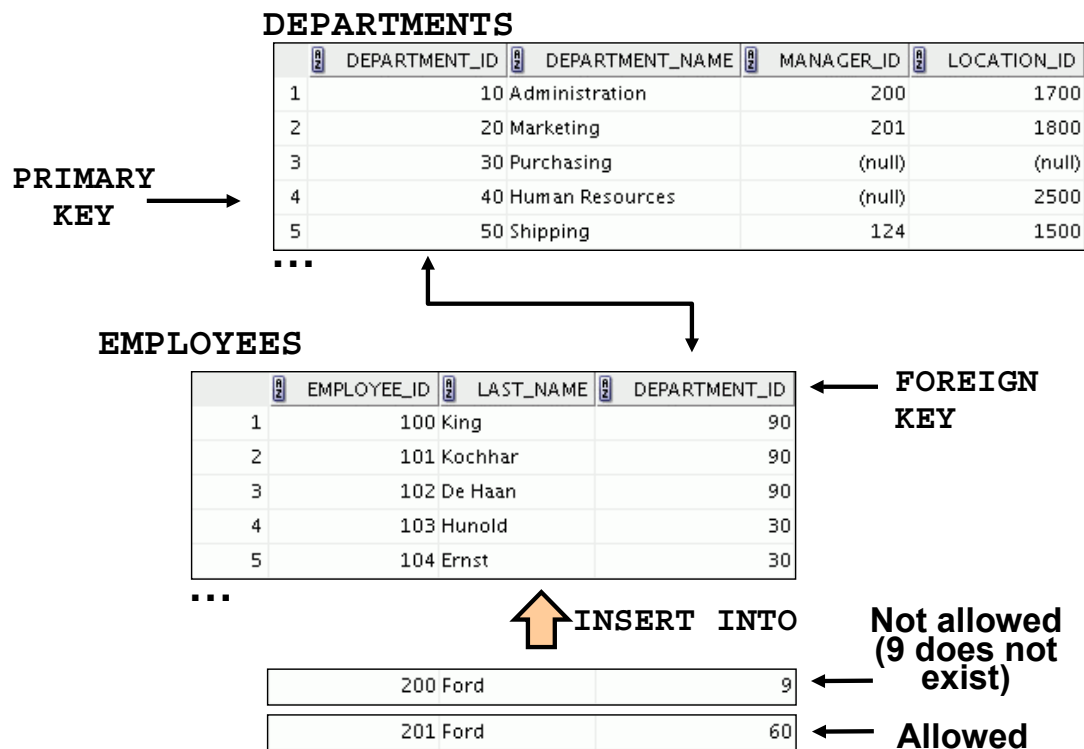 DEPARTMENTS
DEPARTMENT_ID DEPARTMENT_NAME MANAGER_ID LOCATION_ID
1 10 Administration 200 1700
2 20 Marketing 201 1800
3 30 Purchasing (null) (null)
4 40 Human Resources (null) 2500
5 50 Shipping 124 1500
...
PRIMARY
KEY
EMPLOYEES
EMPLOYEE_ID LAST_NAME DEPARTMENT_ID
1 100 King 90
2 101 Kochhar 90
3 102 De Haan 90
4 103 Hunold 30
5 104 Ernst 30
...
FOREIGN
KEY
INSERT INTO
200 Ford 9
Not allowed
(9 does not
exist)
201 Ford 60
Allowed